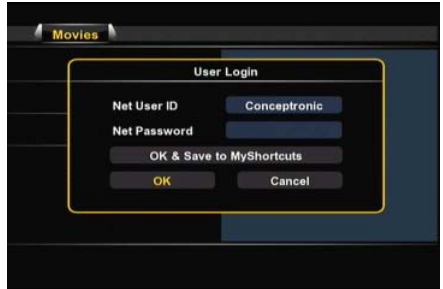 Movies
User Login
Net User ID Conceptronic
Net Password
OK & Save to MyShortcuts
OK Cancel